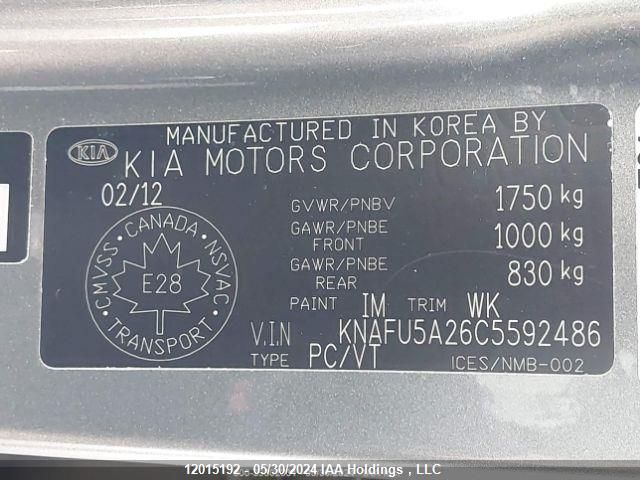 MANUFACTURED IN KOREA BY
KIA KIA MOTORS CORPORATION
02/12
GVWR/PNBV 1750 kg
GAWR/PNBE FRONT 1000 kg
GAWR/PNBE REAR 830 kg
PAINT IM TRIM WK
CMVSS • CANADA • NSVAC • TRANSPORT •
E28
V.I.N KNAFU5A26C5592486
TYPE PC/VT ICES/NMB-002
12015192 - 05/30/2024 IAA Holdings , LLC